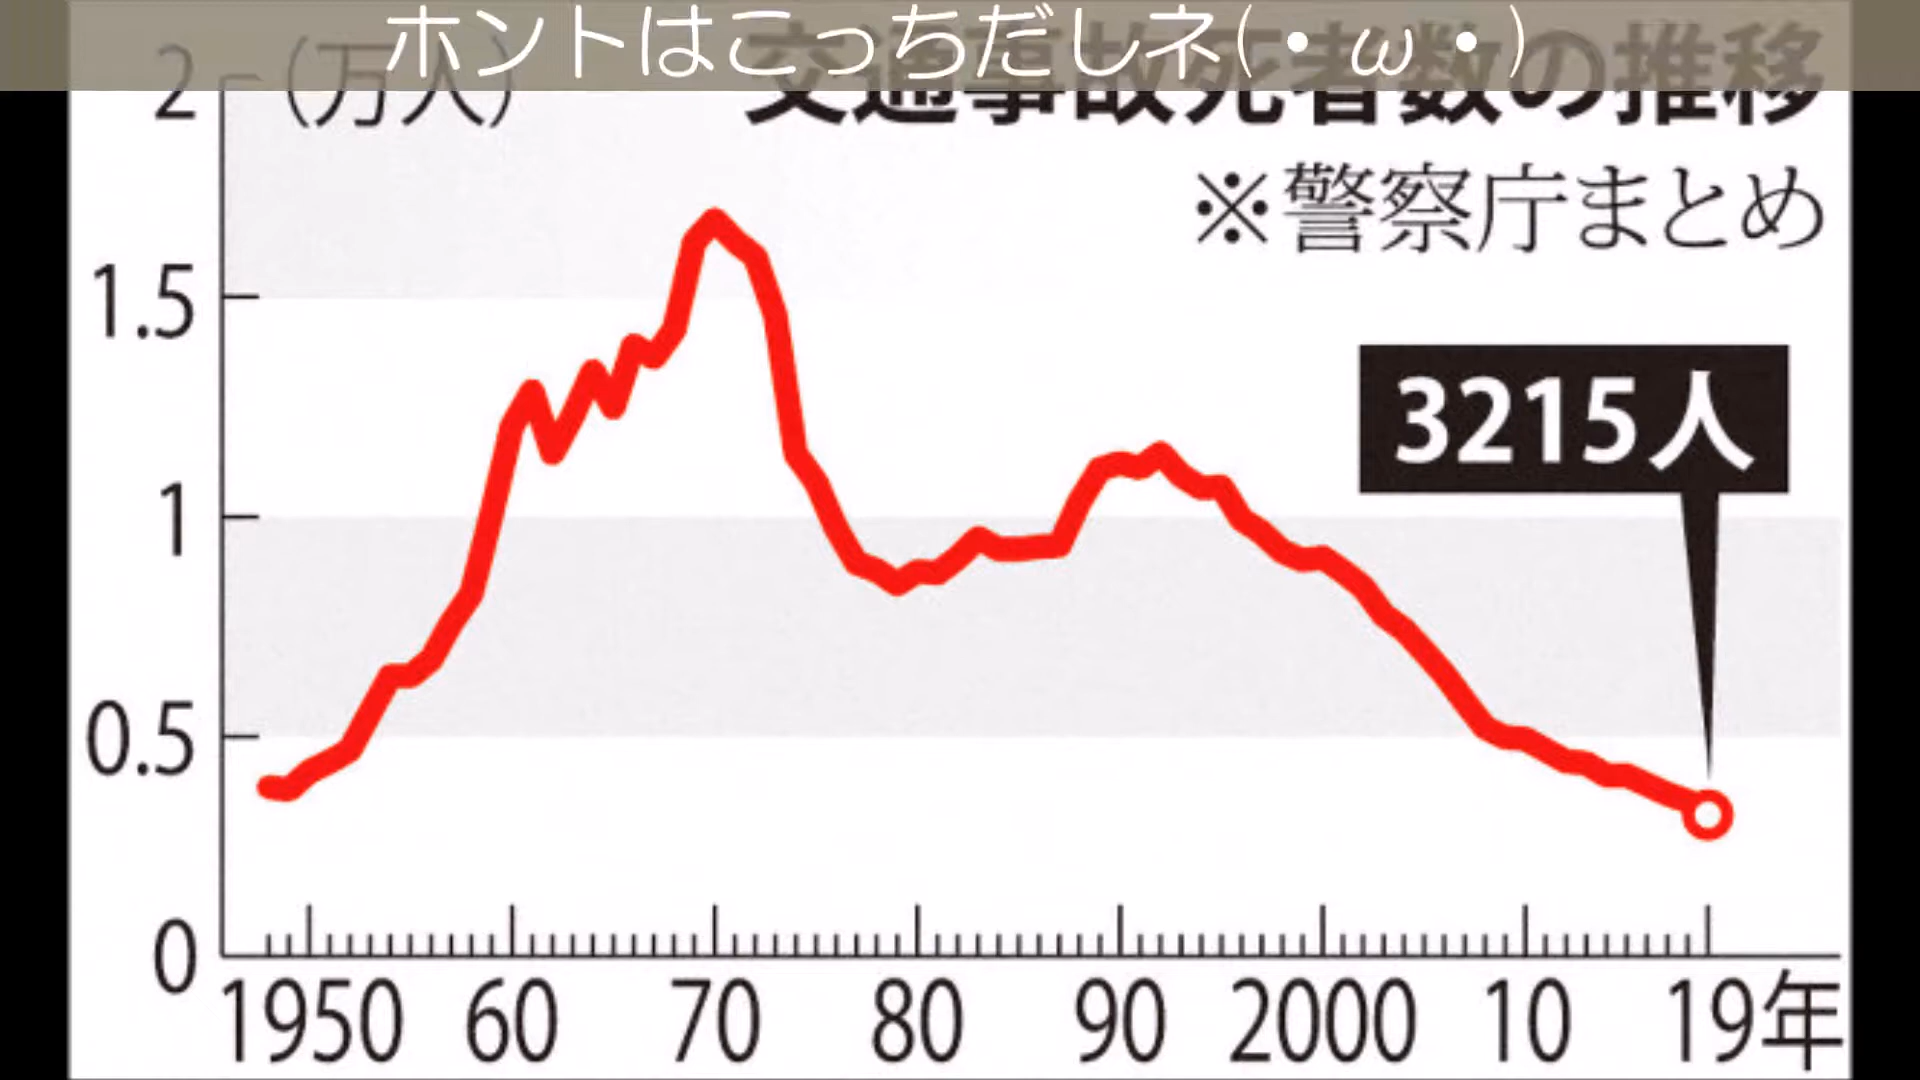 ホントはこっちだしネ(・ω・)
2 (万人) 交通事故死者数の推移
※警察庁まとめ
1.5
3215人
1
0.5
0
1950 60 70 80 90 2000 10 19年